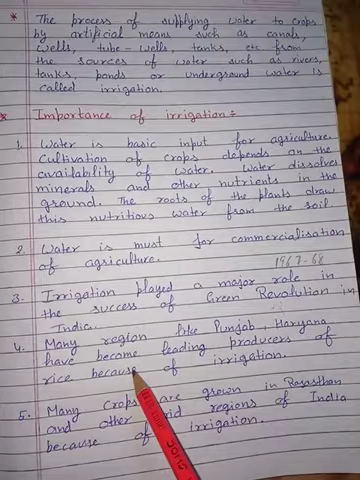 * The process of supplying water to crops
by artificial means such as canals,
wells, tube-wells, tanks, etc from
the sources of water such as rivers,
tanks, ponds or underground water is
called irrigation.
* Importance of irrigation:-
1. Water is basic input for agriculture.
Cultivation of crops depends on the
availability of water. Water dissolves
minerals and other nutrients in the
ground. The roots of the plants draw
this nutritious water from the soil
2. Water is must for commercialisation
of agriculture.
1967-68
3. Irrigation played a major role in
the success of Green Revolution in
India.
4. Many region like Punjab, Haryana
have become leading producers of
rice because of irrigation.
5. Many crops are grown in Rajasthan
and other arid regions of India
because of irrigation.